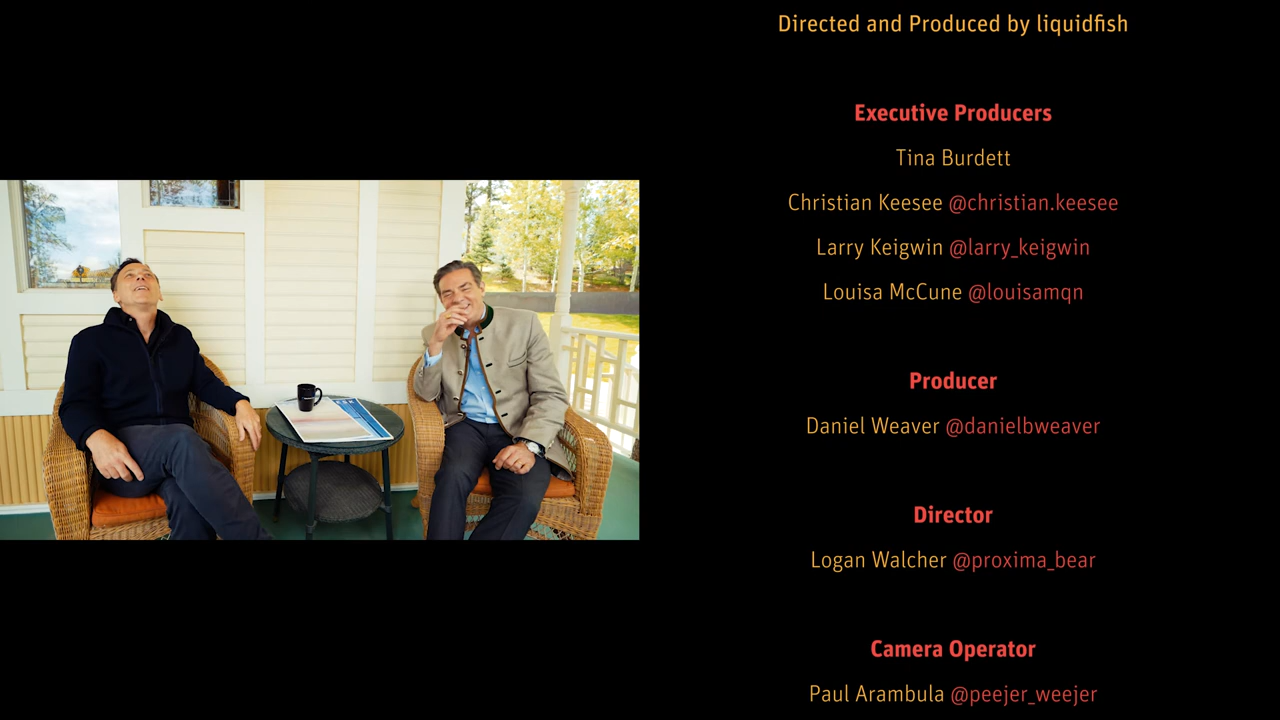 Directed and Produced by liquidfish
Executive Producers
Tina Burdett
Christian Keesee @christian.keesee
Larry Keigwin @larry_keigwin
Louisa McCune @louisamqn
Producer
Daniel Weaver @danielbweaver
Director
Logan Walcher @proxima_bear
Camera Operator
Paul Arambula @peejer_weejer